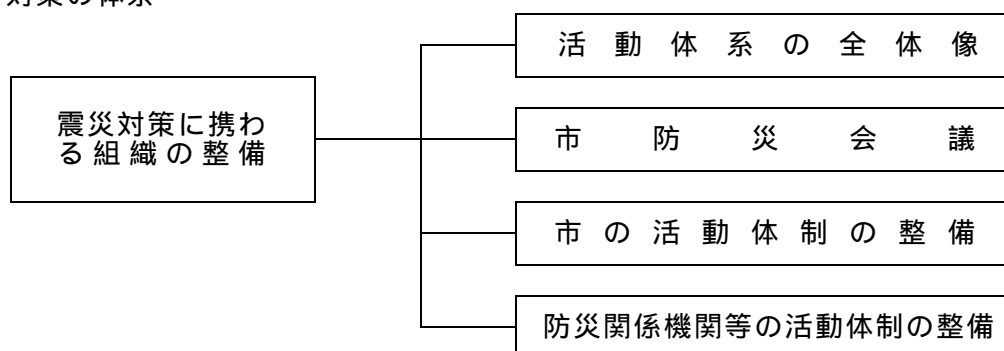 対策の体系
震災対策に携わ
る組織の整備
活動体系の全体像
市防災会議
市の活動体制の整備
防災関係機関等の活動体制の整備